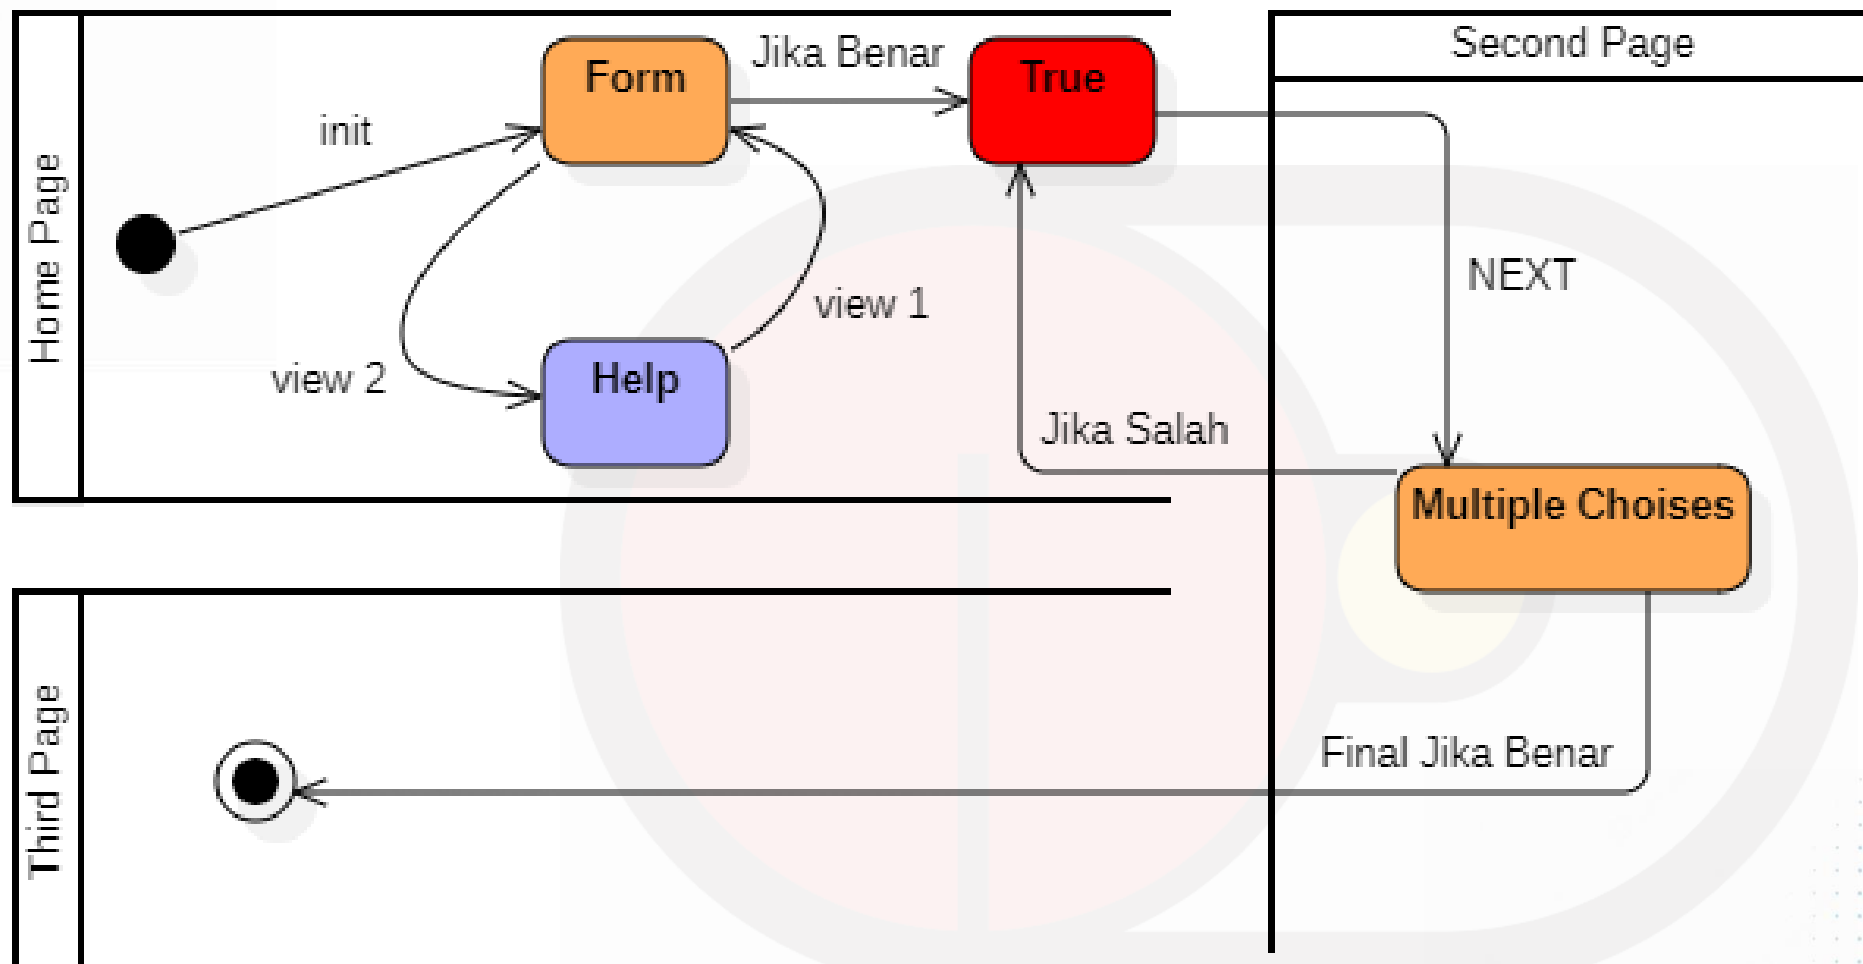 Home Page
init
Form
Jika Benar
True
Second Page
view 2
Help
view 1
NEXT
Jika Salah
Multiple Choises
Third Page
Final Jika Benar